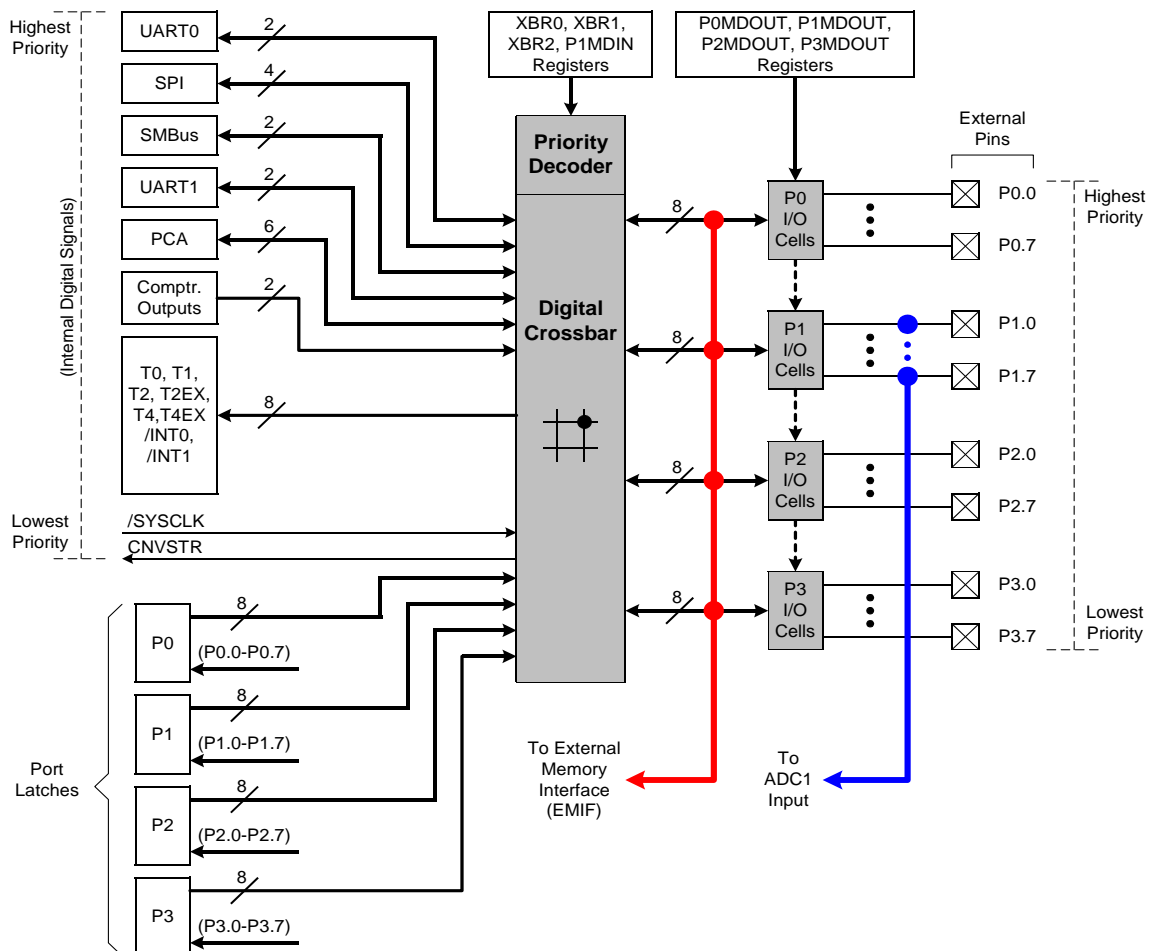 Highest
Priority
(Internal Digital Signals)
Lowest
Priority
UART0
2
SPI
4
SMBus
2
UART1
2
PCA
6
Comptr.
Outputs
2
T0, T1,
T2, T2EX,
T4,T4EX
/INT0,
/INT1
8
/SYSCLK
CNVSTR
Port
Latches
P0
8
(P0.0-P0.7)
P1
8
(P1.0-P1.7)
P2
8
(P2.0-P2.7)
P3
8
(P3.0-P3.7)
XBR0, XBR1,
XBR2, P1MDIN
Registers
Priority
Decoder
Digital
Crossbar
P0MDOUT, P1MDOUT,
P2MDOUT, P3MDOUT
Registers
External
Pins
8
P0
I/O
Cells
P0.0
P0.7
8
P1
I/O
Cells
P1.0
P1.7
8
P2
I/O
Cells
P2.0
P2.7
8
P3
I/O
Cells
P3.0
P3.7
Highest
Priority
Lowest
Priority
To External
Memory
Interface
(EMIF)
To
ADC1
Input